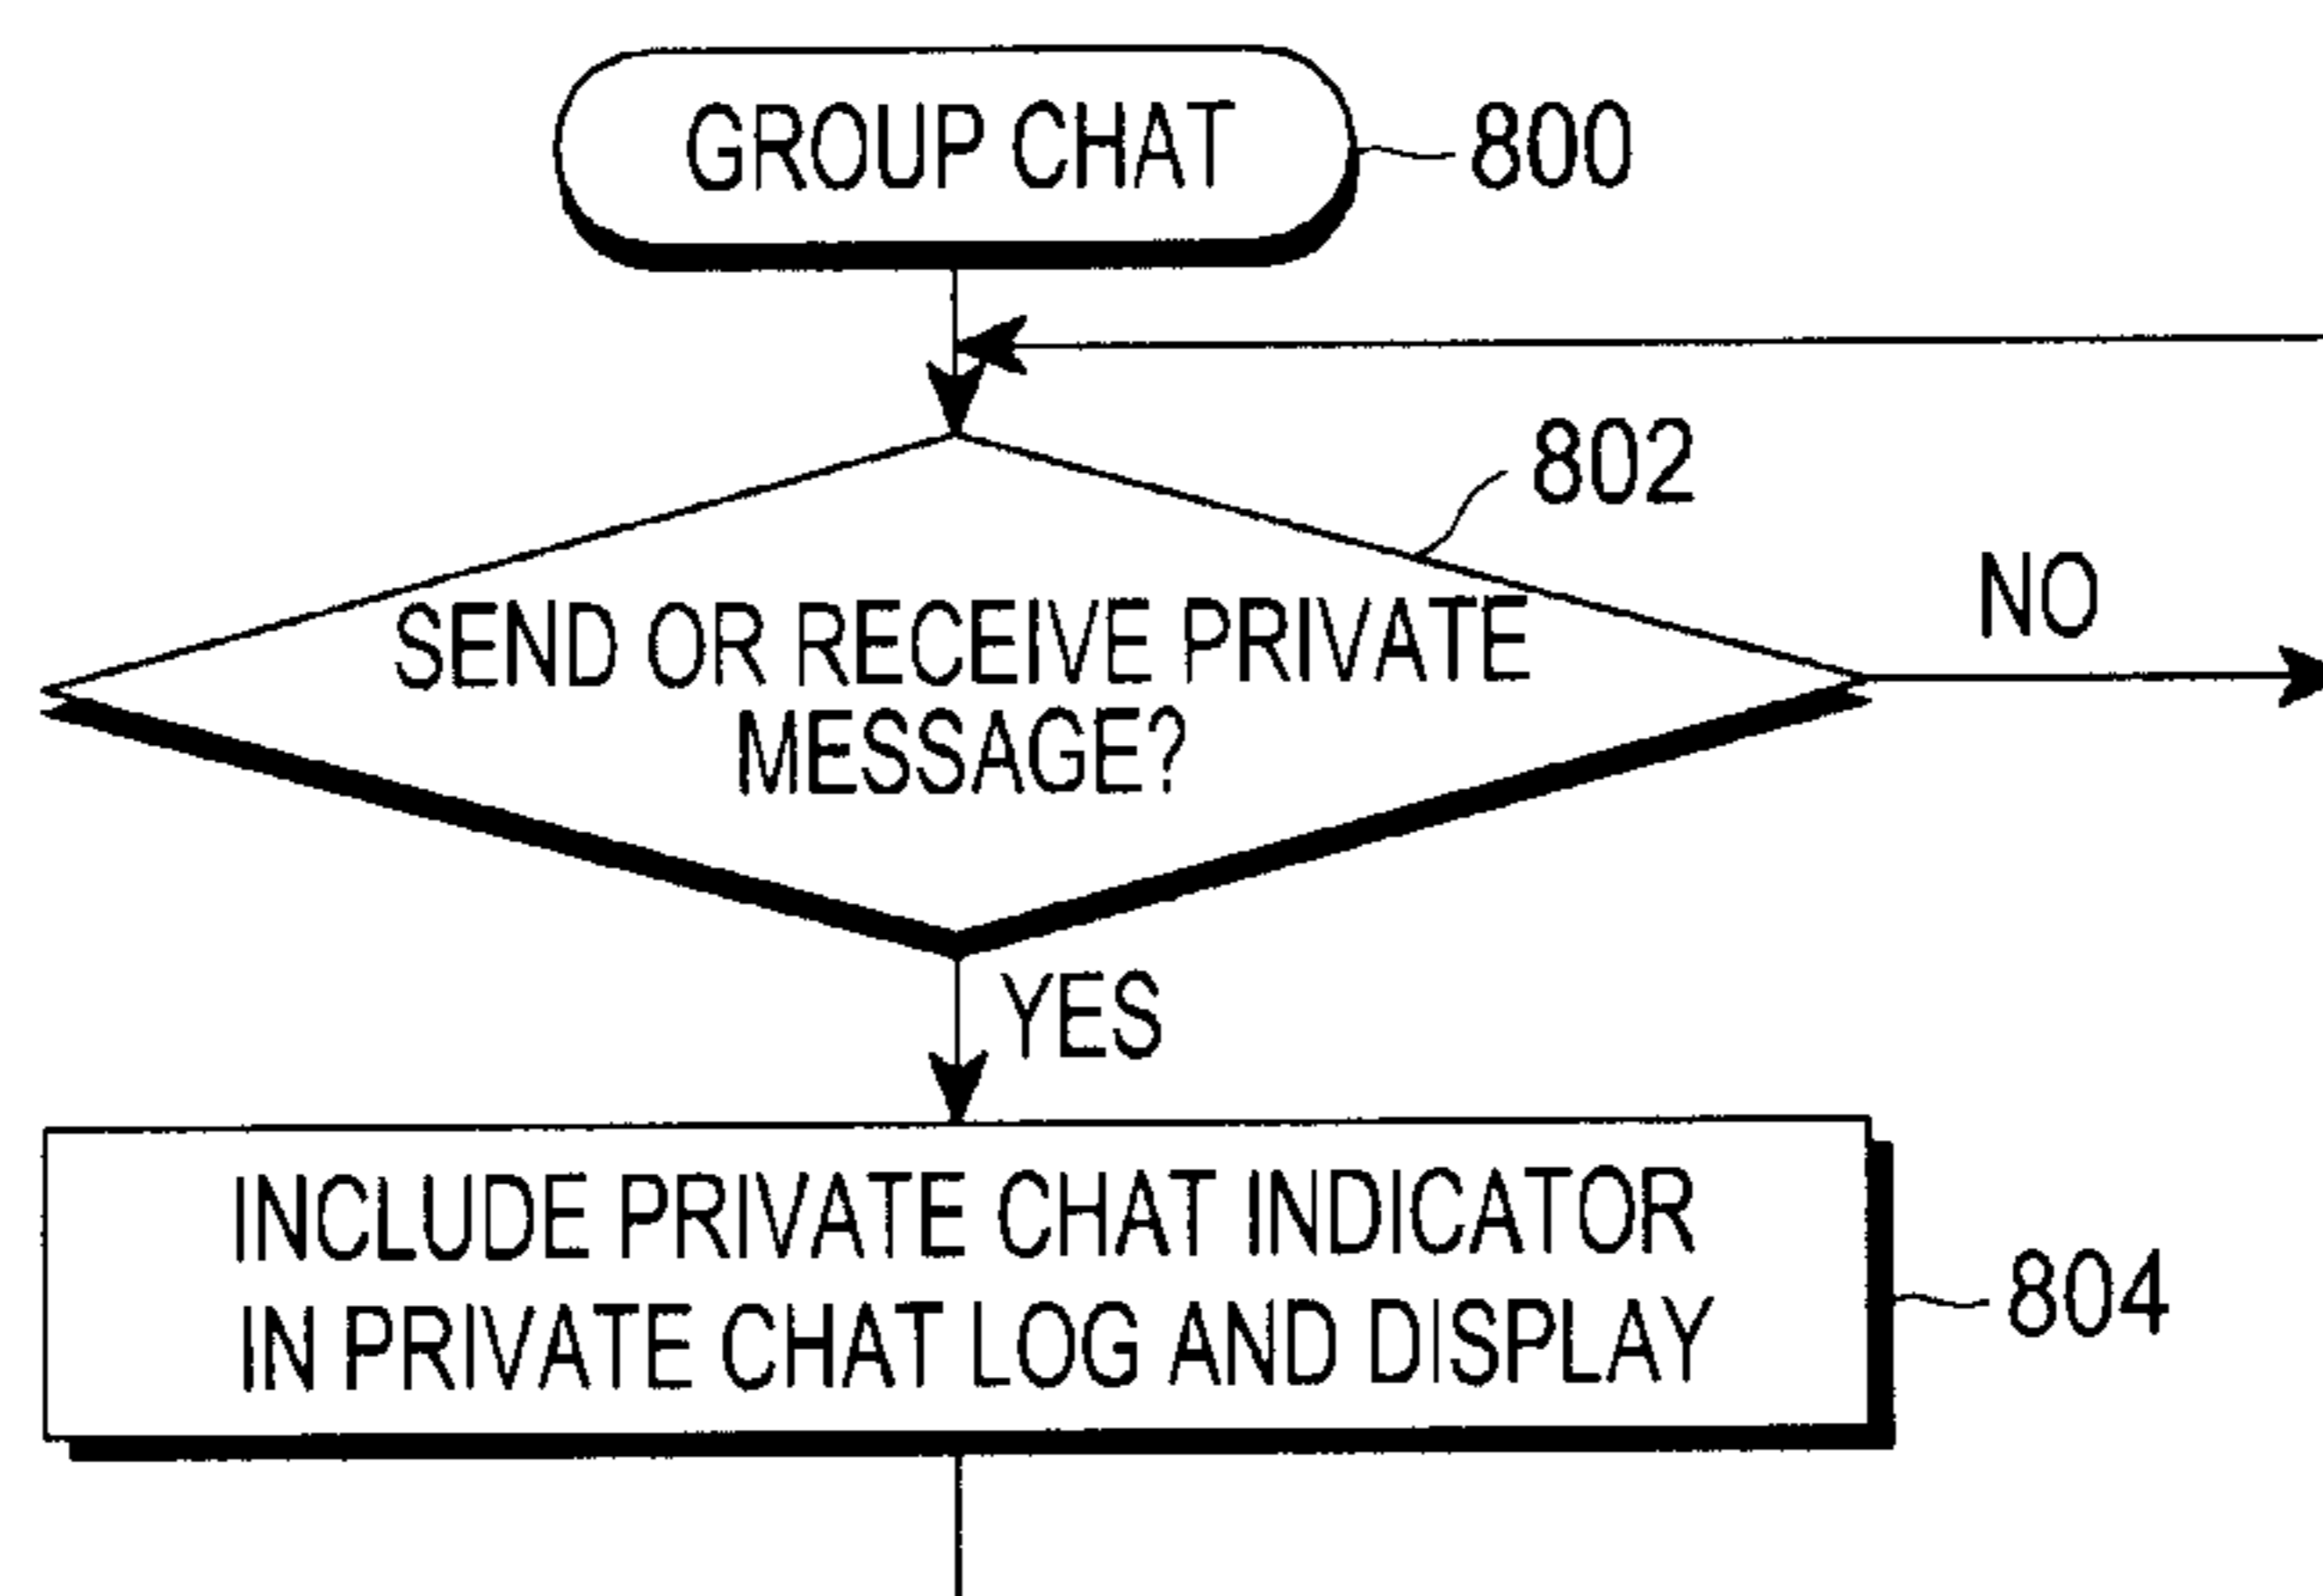 GROUP CHAT
800
802
NO
SEND OR RECEIVE PRIVATE
MESSAGE?
YES
INCLUDE PRIVATE CHAT INDICATOR
IN PRIVATE CHAT LOG AND DISPLAY
804